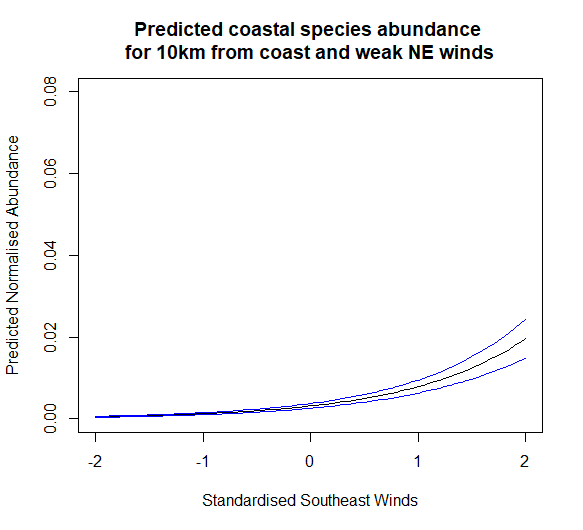 Predicted coastal species abundance
for 10km from coast and weak NE winds
Predicted Normalised Abundance
0.08
0.06
0.04
0.02
0.00
-2 -1 0 1 2
Standardised Southeast Winds